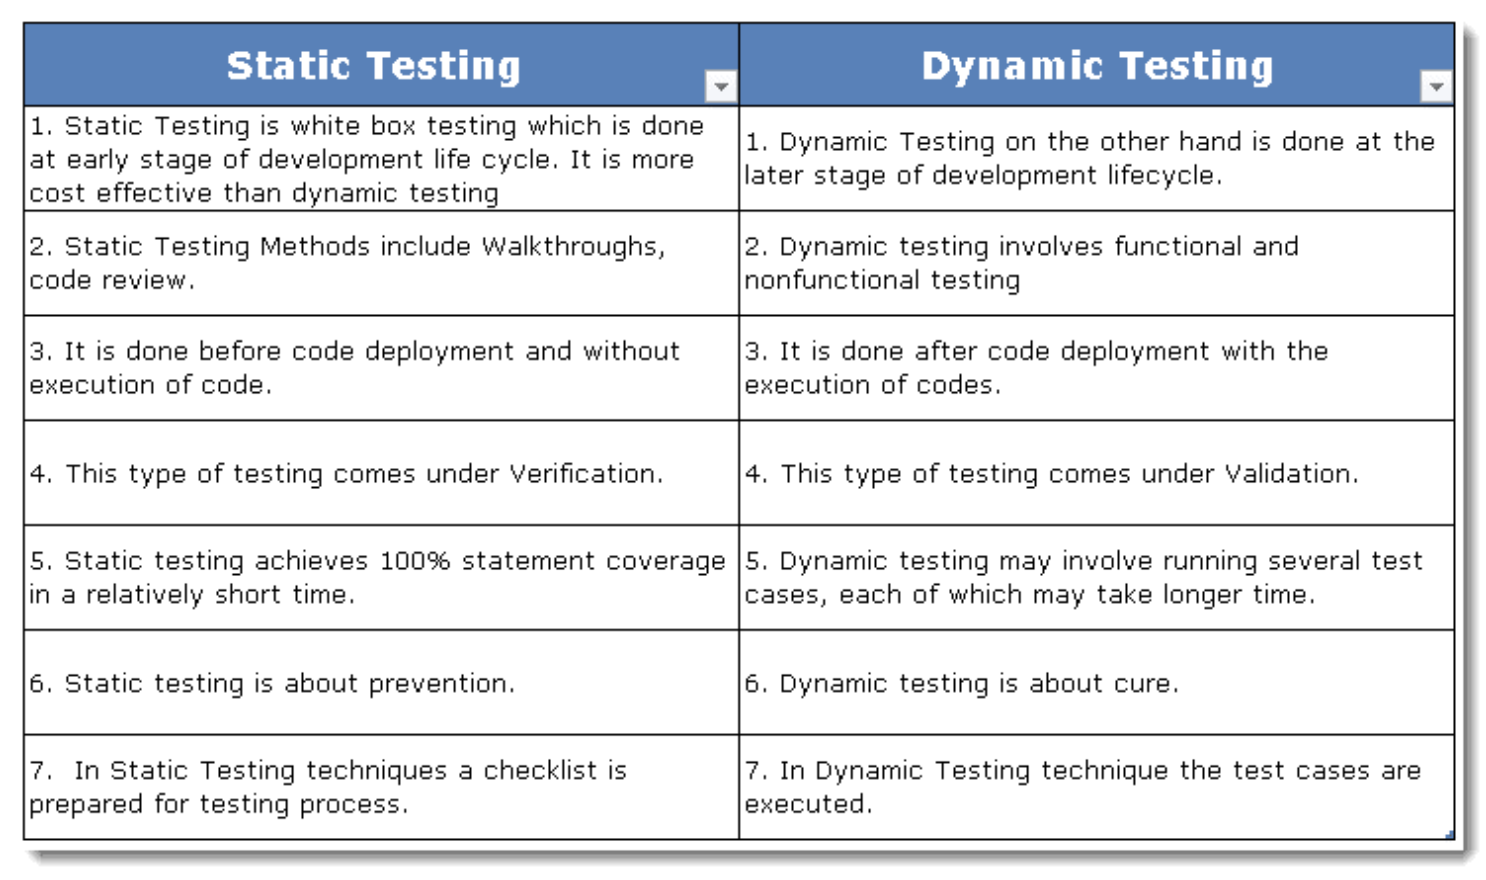 Static Testing
Dynamic Testing
1. Static Testing is white box testing which is done
at early stage of development life cycle. It is more
cost effective than dynamic testing
1. Dynamic Testing on the other hand is done at the
later stage of development lifecycle.
2. Static Testing Methods include Walkthroughs,
code review.
2. Dynamic testing involves functional and
nonfunctional testing
3. It is done before code deployment and without
execution of code.
3. It is done after code deployment with the
execution of codes.
4. This type of testing comes under Verification.
4. This type of testing comes under Validation.
5. Static testing achieves 100% statement coverage
in a relatively short time.
5. Dynamic testing may involve running several test
cases, each of which may take longer time.
6. Static testing is about prevention.
6. Dynamic testing is about cure.
7.  In Static Testing techniques a checklist is
prepared for testing process.
7. In Dynamic Testing technique the test cases are
executed.